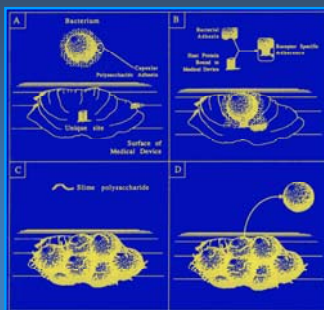 A
Bacterium
Capsular
Polysaccharide Adhesin
Unique site
Surface of
Medical Device
B
Bacterial
Adhesin
Host Protein
Bound to
Medical Device
Receptor Specific
Adherence
C
Slime polysaccharide
D